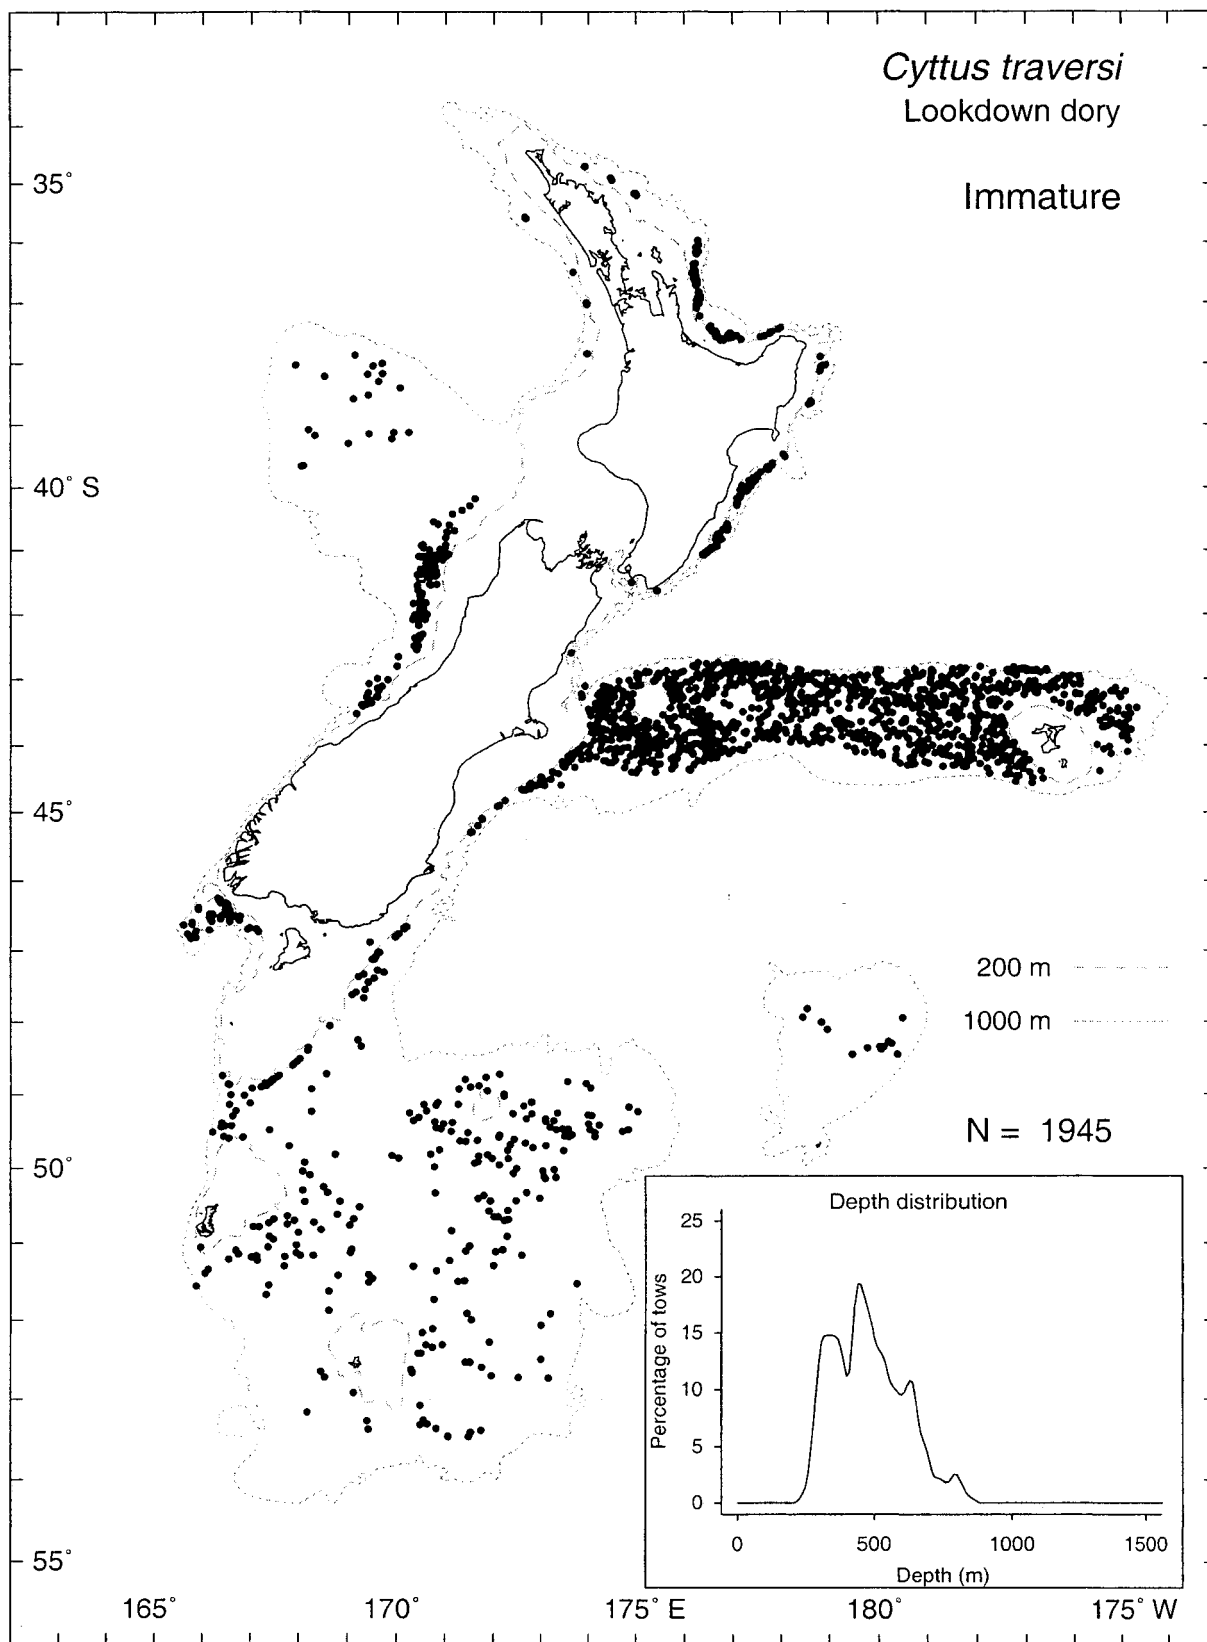 Cyttus traversi
Lookdown dory
Immature
35°
40° S
45°
50°
55°
200 m
1000 m
N = 1945
Depth distribution
Percentage of tows
25
20
15
10
5
0
0 500 1000 1500
Depth (m)
165° 170° 175° E 180° 175° W